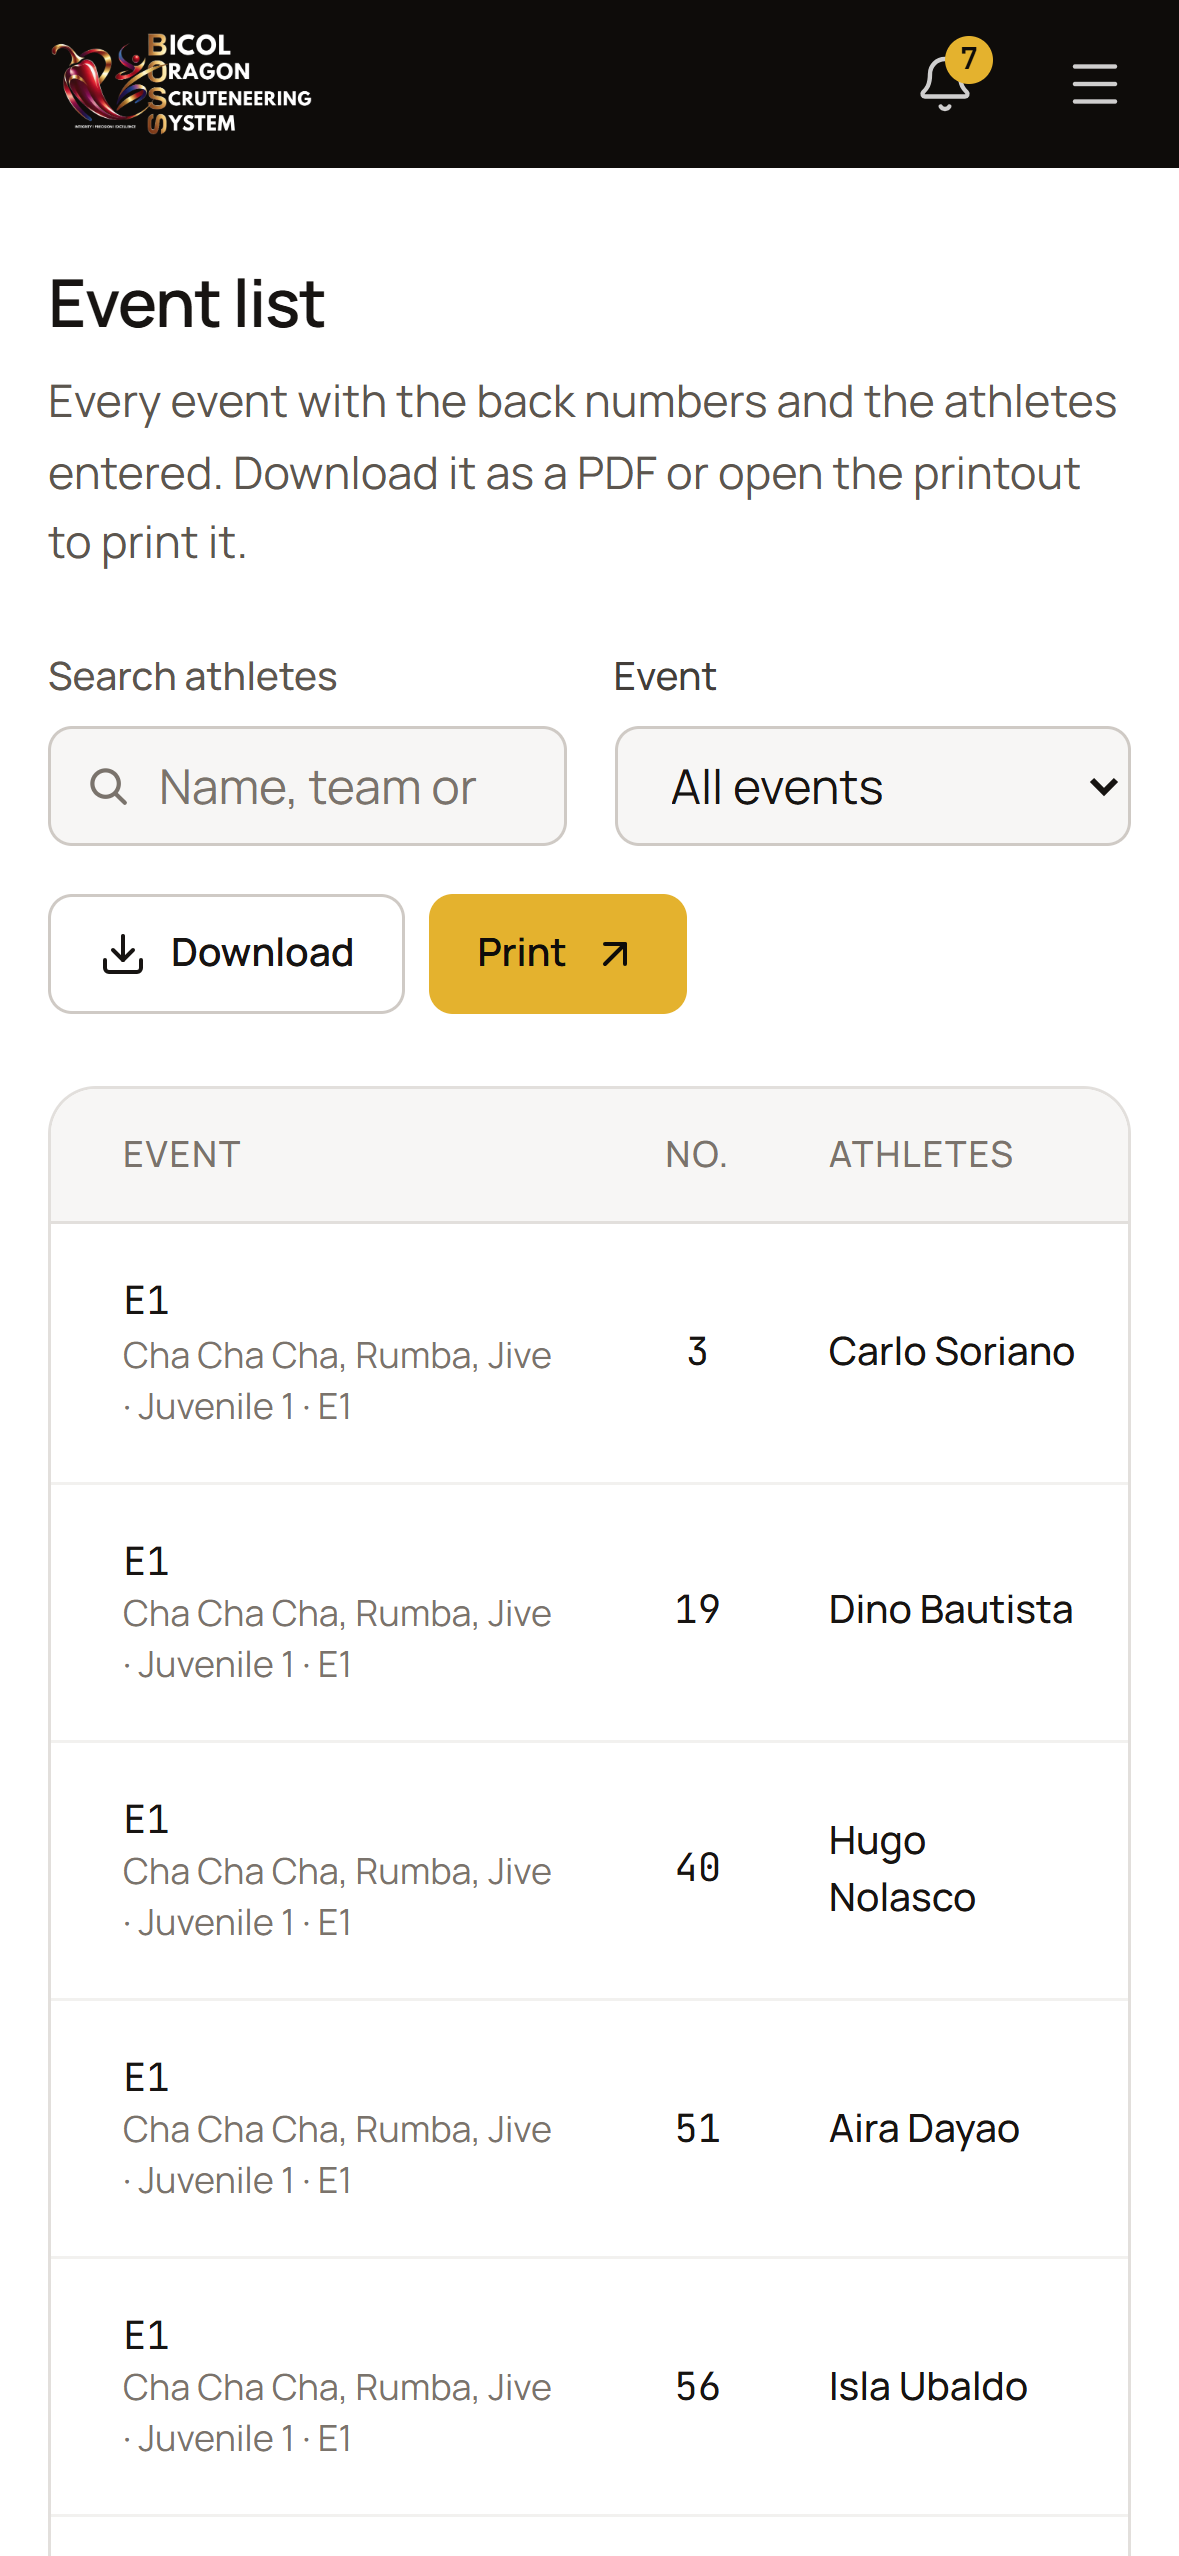 BICOL
ORAGON
SCRUTENEERING
SYSTEM
INTEGRITY | PRECISION | EXCELLENCE
7
Event list
Every event with the back numbers and the athletes
entered. Download it as a PDF or open the printout
to print it.
Search athletes
Event
Name, team or
All events
Download
Print
EVENT
NO.
ATHLETES
E1
Cha Cha Cha, Rumba, Jive
· Juvenile 1 · E1
3
Carlo Soriano
E1
Cha Cha Cha, Rumba, Jive
· Juvenile 1 · E1
19
Dino Bautista
E1
Cha Cha Cha, Rumba, Jive
· Juvenile 1 · E1
40
Hugo
Nolasco
E1
Cha Cha Cha, Rumba, Jive
· Juvenile 1 · E1
51
Aira Dayao
E1
Cha Cha Cha, Rumba, Jive
· Juvenile 1 · E1
56
Isla Ubaldo